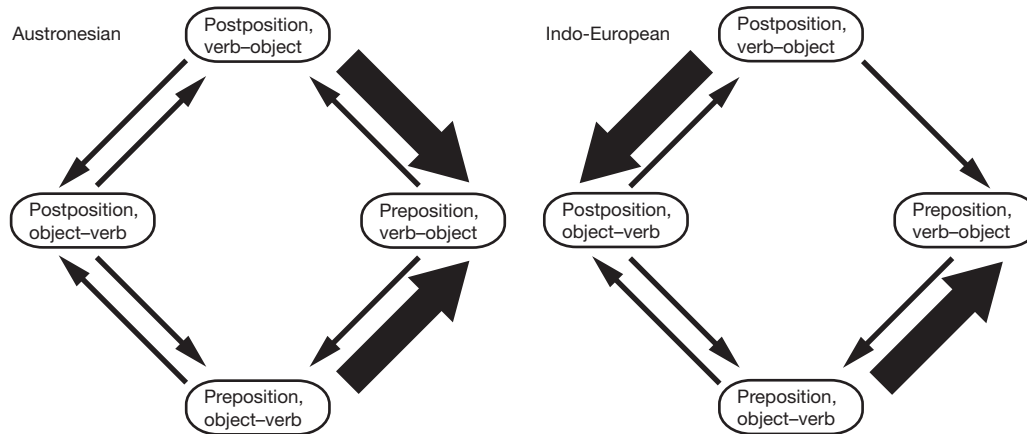 Austronesian
Postposition,
verb–object
Postposition,
object–verb
Preposition,
verb–object
Preposition,
object–verb
Indo-European
Postposition,
verb–object
Postposition,
object–verb
Preposition,
verb–object
Preposition,
object–verb